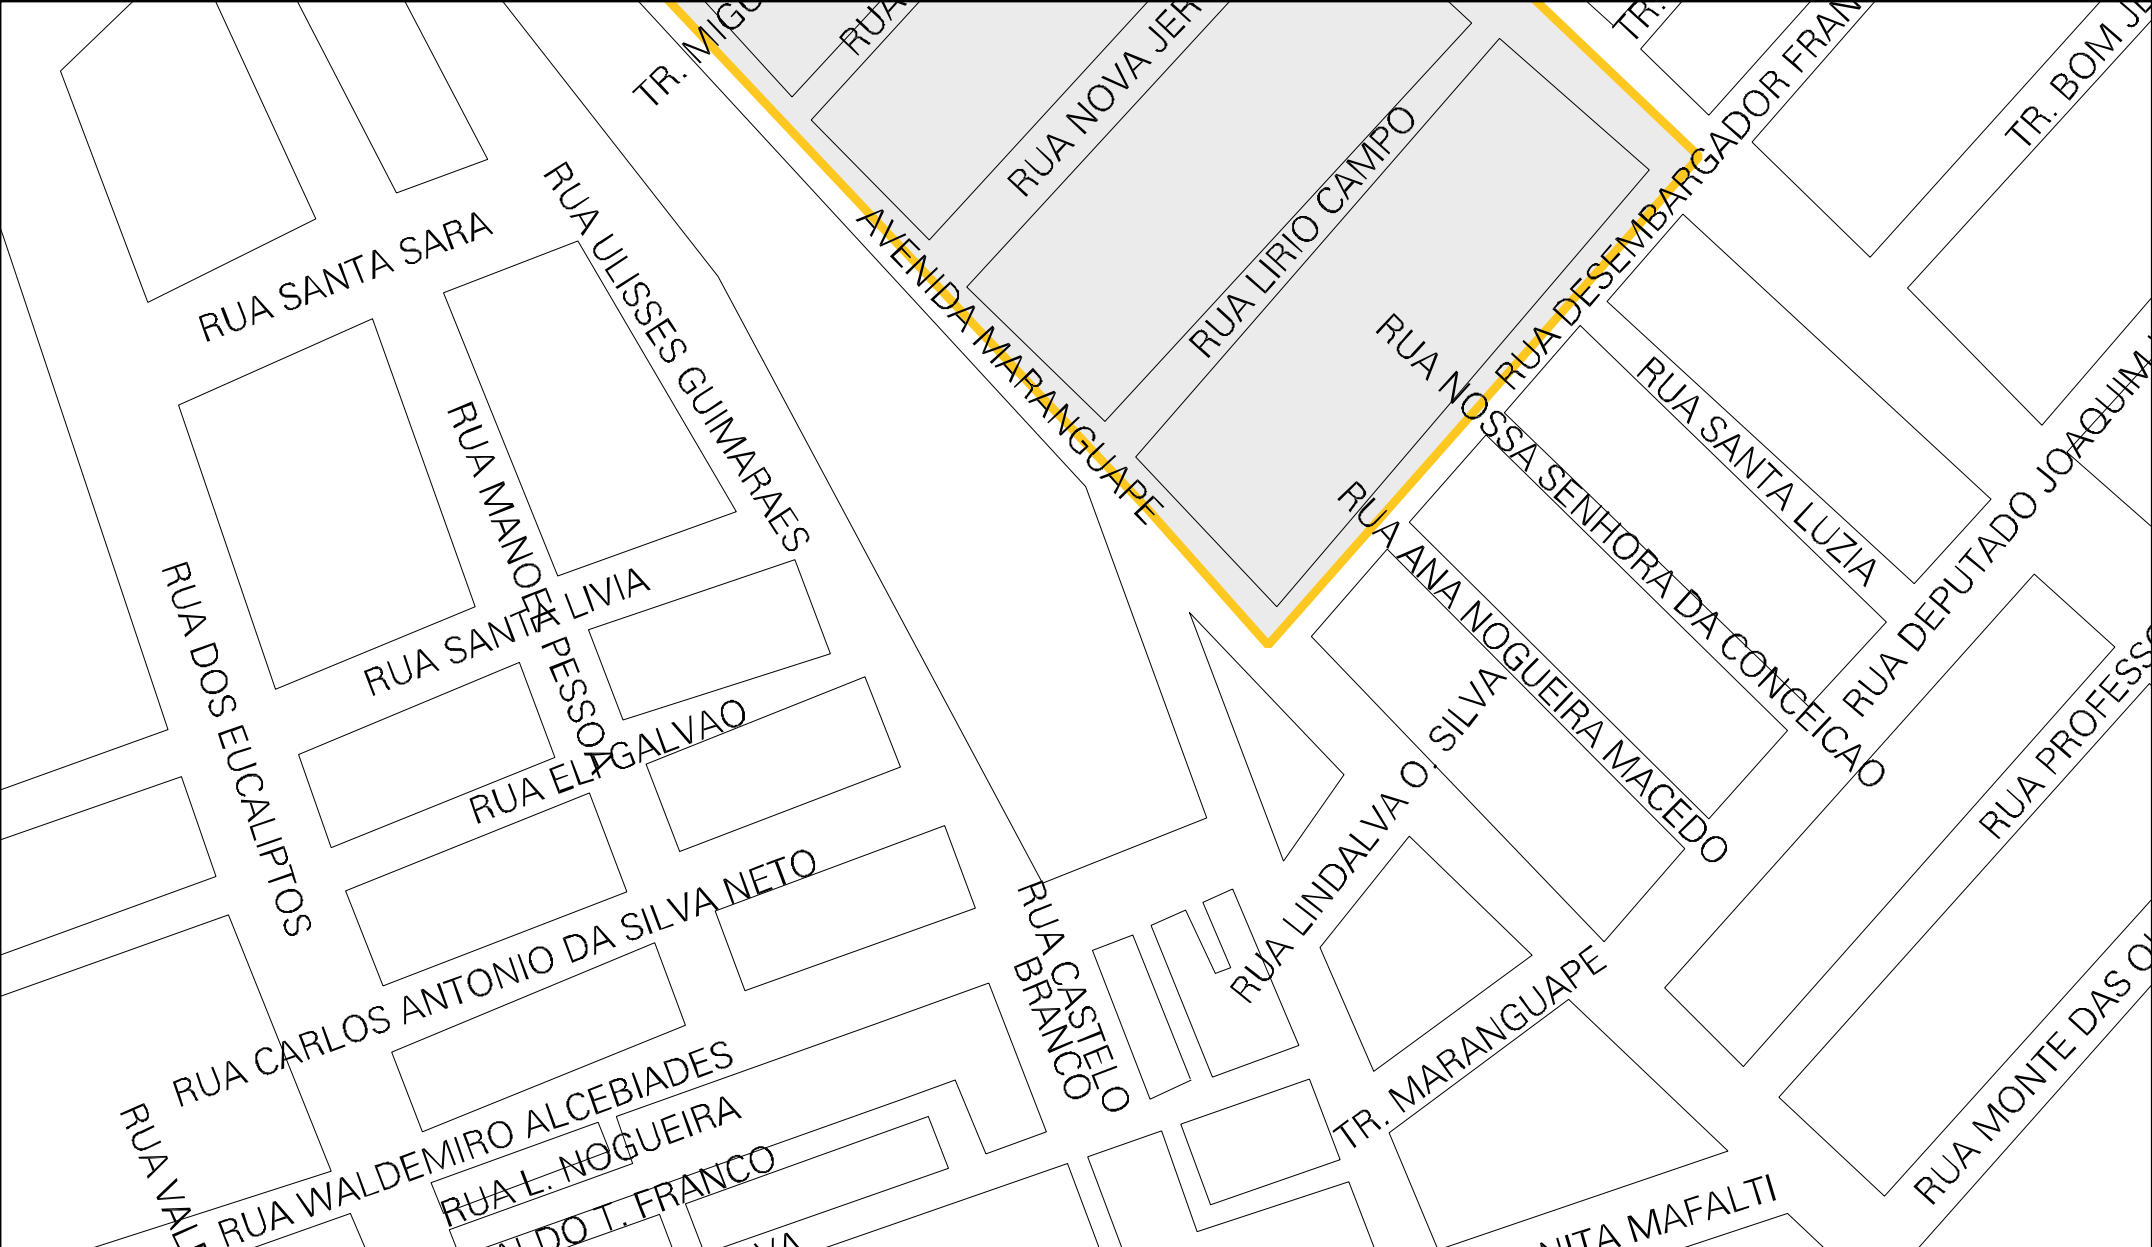 TR.
RUA
TR.
RUA NOVA JER
TR. BOM
RUA LIRIO CAMPO
RUA DESEMBARGADOR FRAN
RUA SANTA SARA
RUA ULISSES GUIMARAES
AVENIDA MARANGUAPE
RUA NOSSA SENHORA DA CONCEICAO
RUA SANTA LUZIA
RUA DEPUTADO JOAQUIM
RUA MANOEL PESSOA
RUA ANA NOGUEIRA MACEDO
RUA SANTA LIVIA
RUA DOS EUCALIPTOS
RUA ELI GALVAO
RUA LINDALVA O. SILVA
RUA PROFESS
RUA CARLOS ANTONIO DA SILVA NETO
RUA CASTELO
BRANCO
TR. MARANGUAPE
RUA MONTE DAS
RUA WALDEMIRO ALCEBIADES
RUA L. NOGUEIRA
RUA
ALDO T. FRANCO
NITA MAFALTI